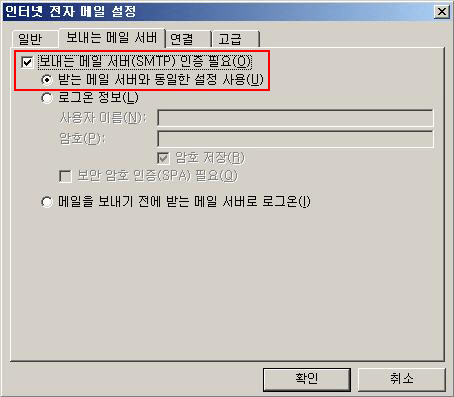 인터넷 전자 메일 설정
일반 보내는 메일 서버 연결 고급
보내는 메일 서버(SMTP) 인증 필요(O)
받는 메일 서버와 동일한 설정 사용(U)
로그온 정보(L)
사용자 이름(N):
암호(P):
암호 저장(R)
보안 암호 인증(SPA) 필요(Q)
메일을 보내기 전에 받는 메일 서버로 로그온(I)
확인 취소